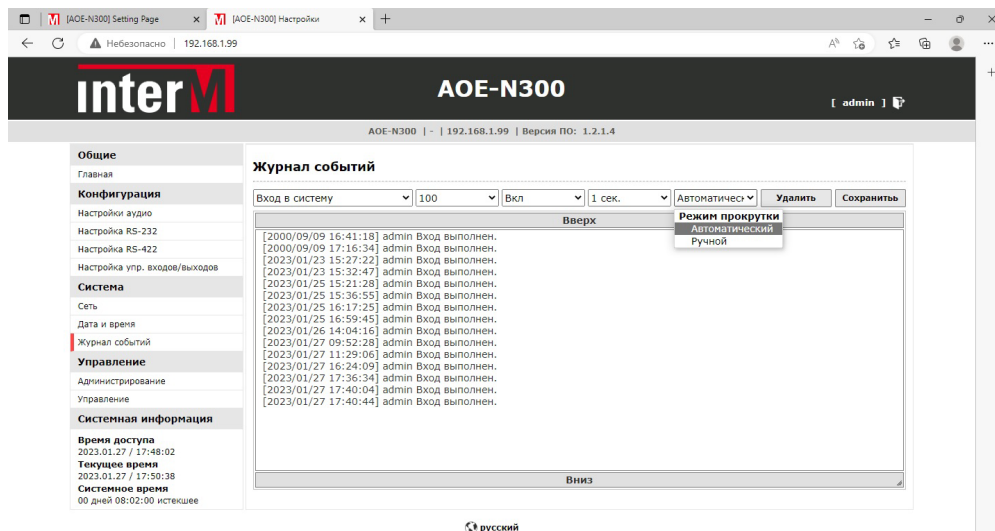 [AOE-N300] Setting Page
[AOE-N300] Настройки
Небезопасно | 192.168.1.99
interM
AOE-N300
[ admin ]
AOE-N300 | - | 192.168.1.99 | Версия ПО: 1.2.1.4
Общие
Главная
Конфигурация
Настройки аудио
Настройка RS-232
Настройка RS-422
Настройка упр. входов/выходов
Система
Сеть
Дата и время
Журнал событий
Управление
Администрирование
Управление
Системная информация
Время доступа
2023.01.27 / 17:48:02
Текущее время
2023.01.27 / 17:50:38
Системное время
00 дней 08:02:00 истекшее
Журнал событий
Вход в систему 100 Вкл 1 сек. Автоматическ Удалить Сохранитьь
Режим прокрутки
Автоматический
Ручной
Вверх
[2000/09/09 16:41:18] admin Вход выполнен.
[2000/09/09 17:16:34] admin Вход выполнен.
[2023/01/23 15:27:22] admin Вход выполнен.
[2023/01/23 15:32:47] admin Вход выполнен.
[2023/01/25 15:21:28] admin Вход выполнен.
[2023/01/25 15:36:55] admin Вход выполнен.
[2023/01/25 16:17:25] admin Вход выполнен.
[2023/01/25 16:59:45] admin Вход выполнен.
[2023/01/26 14:04:16] admin Вход выполнен.
[2023/01/27 09:52:28] admin Вход выполнен.
[2023/01/27 11:29:06] admin Вход выполнен.
[2023/01/27 16:24:09] admin Вход выполнен.
[2023/01/27 17:36:34] admin Вход выполнен.
[2023/01/27 17:40:04] admin Вход выполнен.
[2023/01/27 17:40:44] admin Вход выполнен.
Вниз
русский